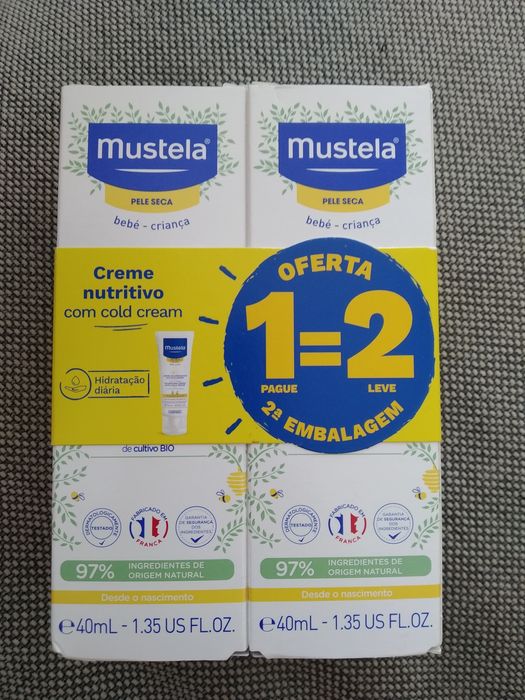 mustela®
PELE SECA
bebé - criança
mustela®
PELE SECA
bebé - criança
Creme
nutritivo
com cold cream
Hidratação
diária
mustela
OFERTA
1=2
PAGUE
LEVE
2ª EMBALAGEM
de cultivo BIO
DERMATOLOGICAMENTE
TESTADO
FABRICADO EM
FRANÇA
GARANTIA
DE SEGURANÇA
DOS
INGREDIENTES
97%
INGREDIENTES DE
ORIGEM NATURAL
Desde o nascimento
℮40mL - 1.35 US FL.OZ.
DERMATOLOGICAMENTE
TESTADO
FABRICADO EM
FRANÇA
GARANTIA
DE SEGURANÇA
DOS
INGREDIENTES
97%
INGREDIENTES DE
ORIGEM NATURAL
Desde o nascimento
℮40mL - 1.35 US FL.OZ.